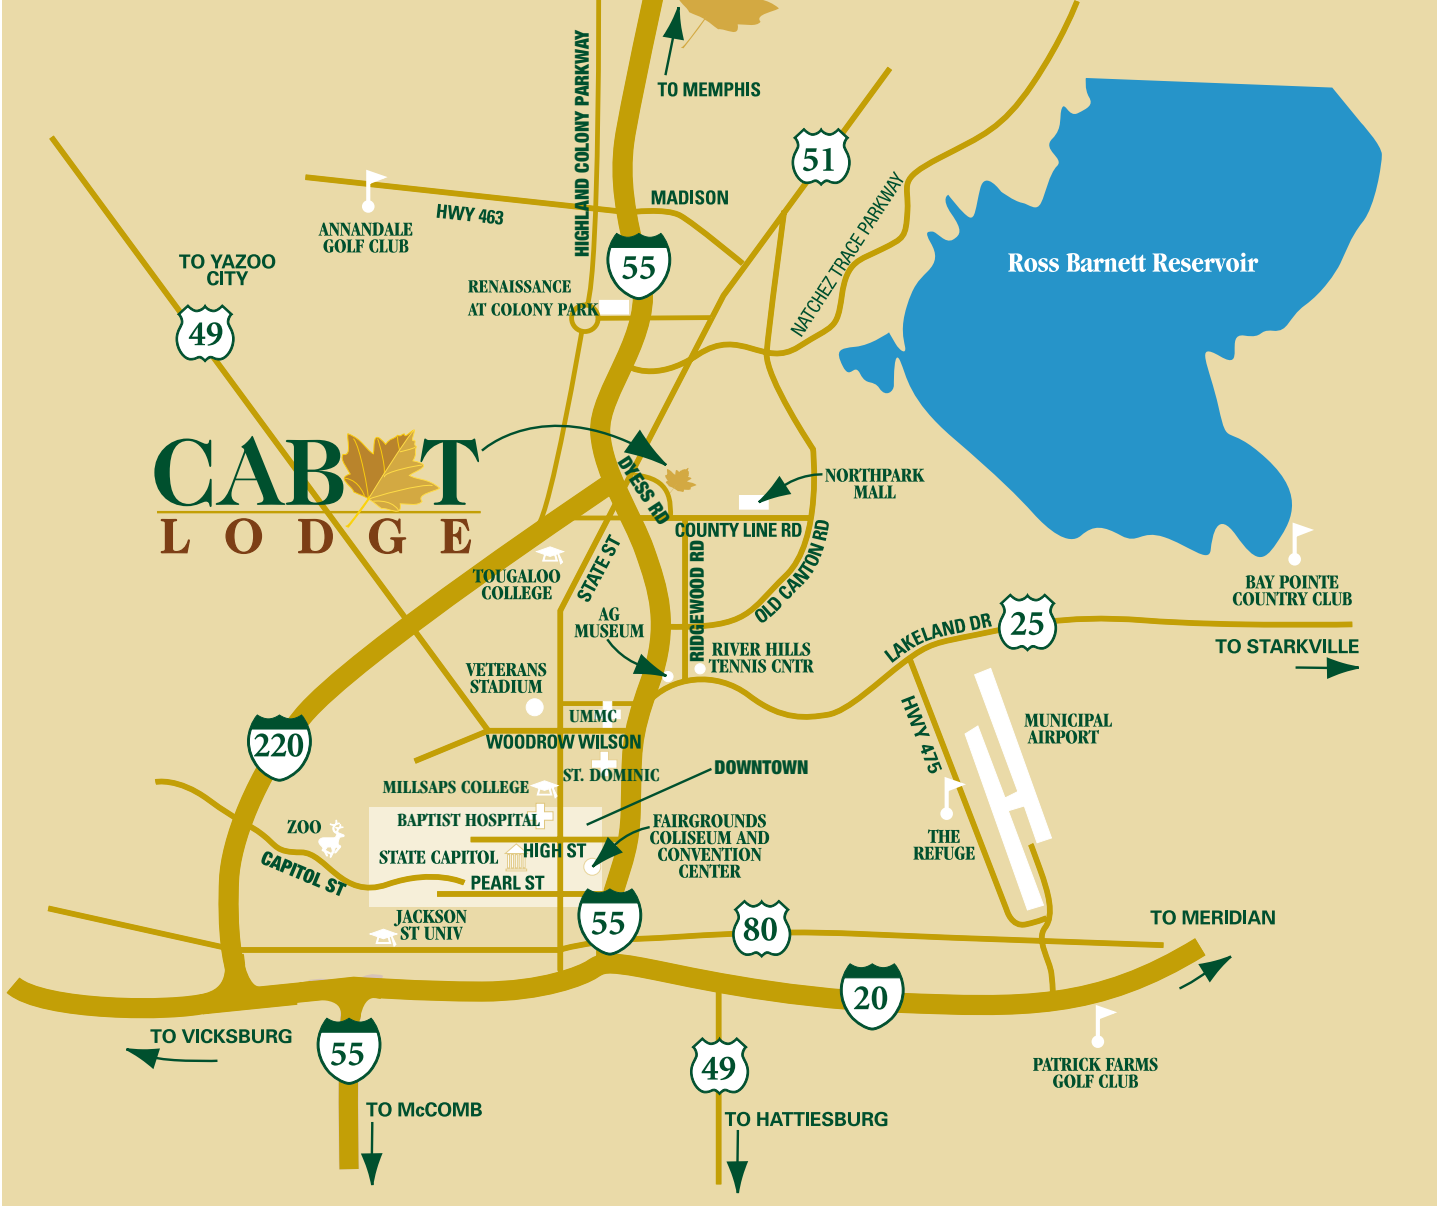 HIGHLAND COLONY PARKWAY
TO MEMPHIS
51
MADISON
HWY 463
ANNANDALE
GOLF CLUB
NATCHEZ TRACE PARKWAY
TO YAZOO
CITY
55
Ross Barnett Reservoir
RENAISSANCE
AT COLONY PARK
49
CABOT
LODGE
DYESS RD
NORTHPARK
MALL
COUNTY LINE RD
STATE ST
RIDGEWOOD RD
OLD CANTON RD
TOUGALOO
COLLEGE
BAY POINTE
COUNTRY CLUB
AG
MUSEUM
LAKELAND DR
25
TO STARKVILLE
RIVER HILLS
TENNIS CNTR
VETERANS
STADIUM
UMMC
HWY 475
MUNICIPAL
AIRPORT
220
WOODROW WILSON
ST. DOMINIC
DOWNTOWN
MILLSAPS COLLEGE
BAPTIST HOSPITAL
ZOO
FAIRGROUNDS
COLISEUM AND
CONVENTION
CENTER
THE
REFUGE
HIGH ST
STATE CAPITOL
CAPITOL ST
PEARL ST
JACKSON
ST UNIV
55
80
TO MERIDIAN
20
TO VICKSBURG
55
49
PATRICK FARMS
GOLF CLUB
TO McCOMB
TO HATTIESBURG